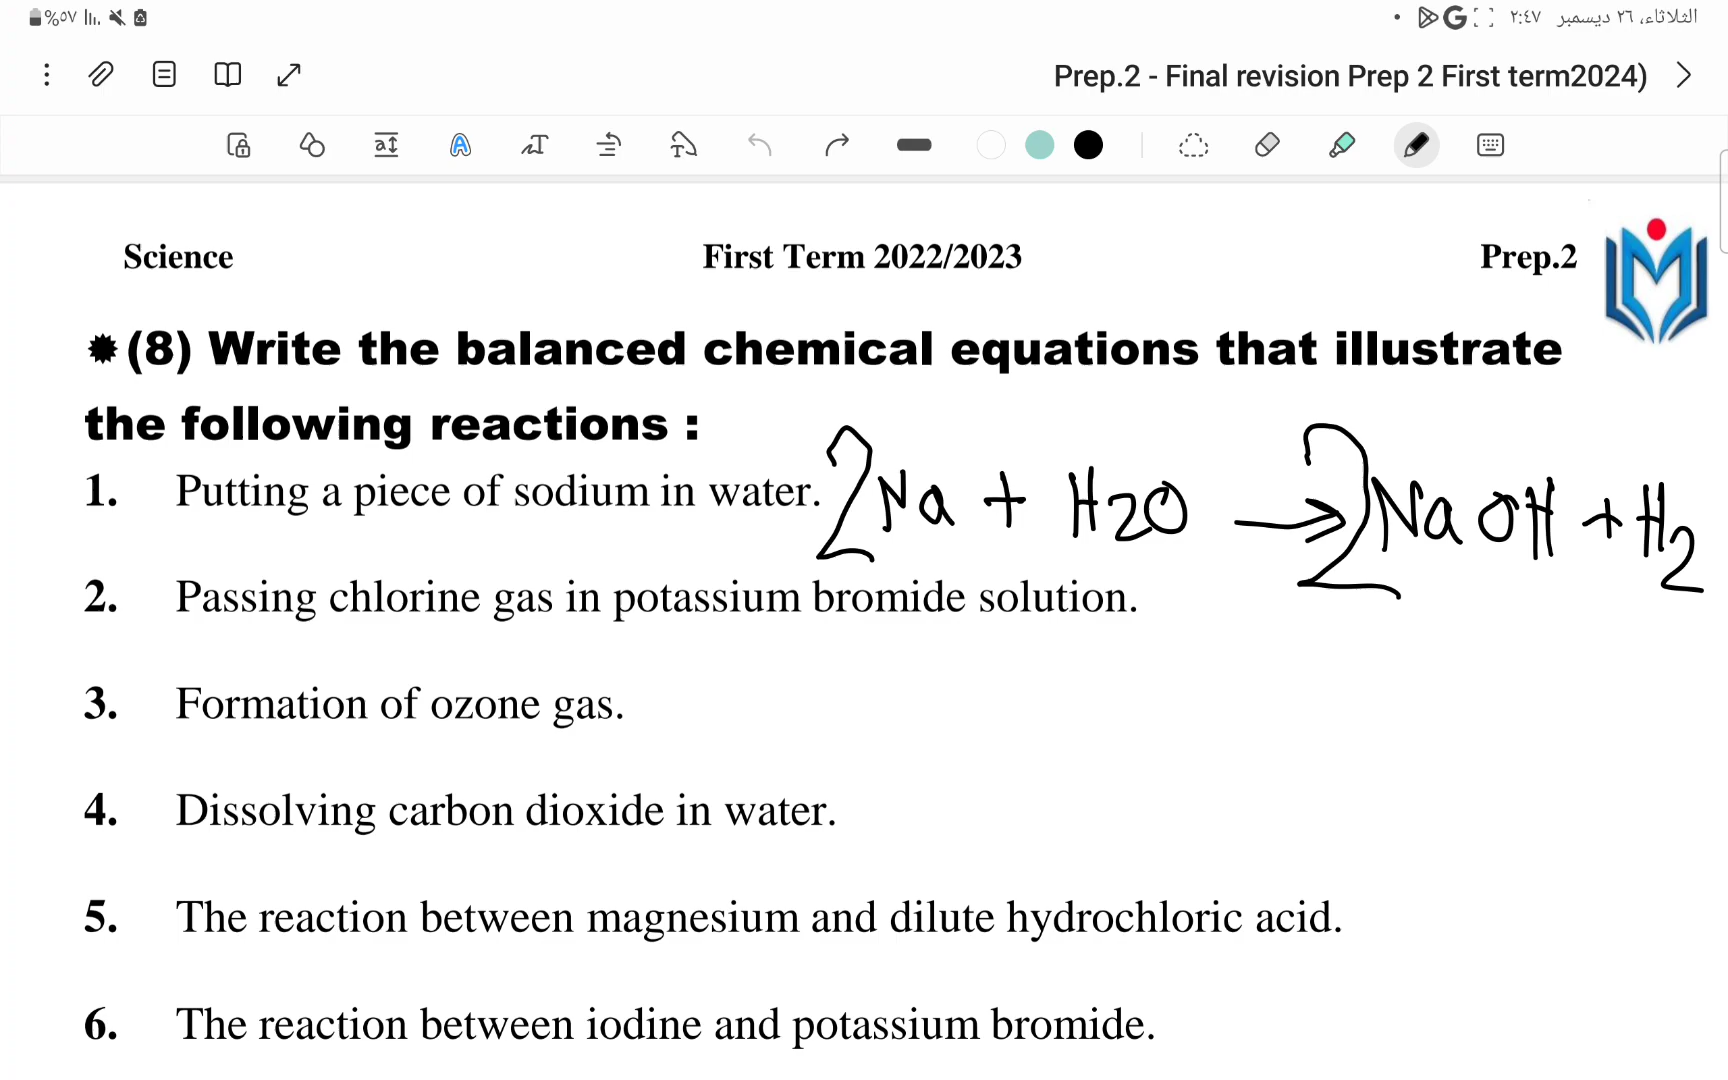 %٥٧
الثلاثاء، ٢٦ ديسمبر ٢:٤٧
Prep.2 - Final revision Prep 2 First term2024)
Science First Term 2022/2023 Prep.2
(8) Write the balanced chemical equations that illustrate
the following reactions :
1. Putting a piece of sodium in water. 2Na + H2O → 2NaOH + H2
2. Passing chlorine gas in potassium bromide solution.
3. Formation of ozone gas.
4. Dissolving carbon dioxide in water.
5. The reaction between magnesium and dilute hydrochloric acid.
6. The reaction between iodine and potassium bromide.